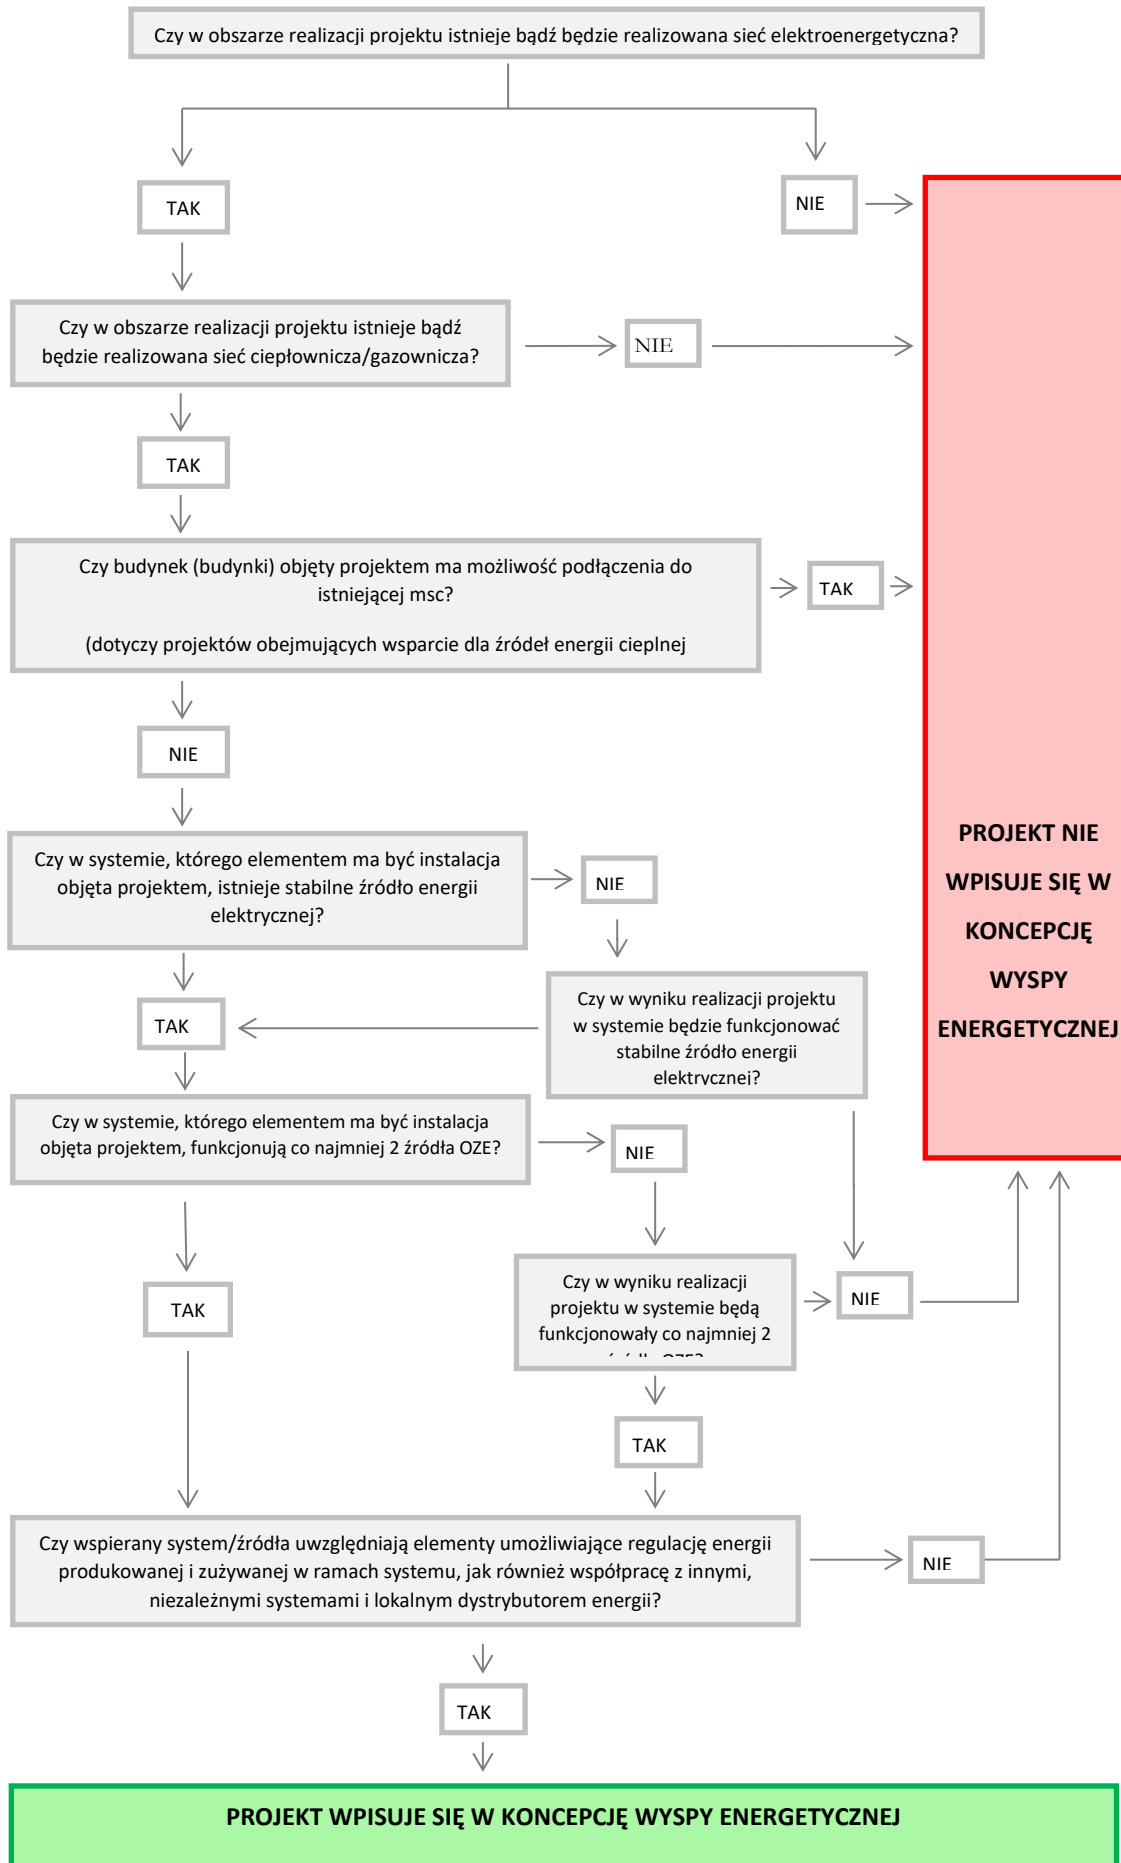 Czy w obszarze realizacji projektu istnieje bądź będzie realizowana sieć elektroenergetyczna?
TAK
NIE
Czy w obszarze realizacji projektu istnieje bądź
będzie realizowana sieć ciepłownicza/gazownicza?
NIE
TAK
Czy budynek (budynki) objęty projektem ma możliwość podłączenia do
istniejącej msc?
(dotyczy projektów obejmujących wsparcie dla źródeł energii cieplnej
TAK
NIE
Czy w systemie, którego elementem ma być instalacja
objęta projektem, istnieje stabilne źródło energii
elektrycznej?
NIE
PROJEKT NIE
WPISUJE SIĘ W
KONCEPCJĘ
WYSPY
ENERGETYCZNEJ
TAK
Czy w wyniku realizacji projektu
w systemie będzie funkcjonować
stabilne źródło energii
elektrycznej?
Czy w systemie, którego elementem ma być instalacja
objęta projektem, funkcjonują co najmniej 2 źródła OZE?
NIE
TAK
Czy w wyniku realizacji
projektu w systemie będą
funkcjonowały co najmniej 2
NIE
TAK
Czy wspierany system/źródła uwzględniają elementy umożliwiające regulację energii
produkowanej i zużywanej w ramach systemu, jak również współpracę z innymi,
niezależnymi systemami i lokalnym dystrybutorem energii?
NIE
TAK
PROJEKT WPISUJE SIĘ W KONCEPCJĘ WYSPY ENERGETYCZNEJ